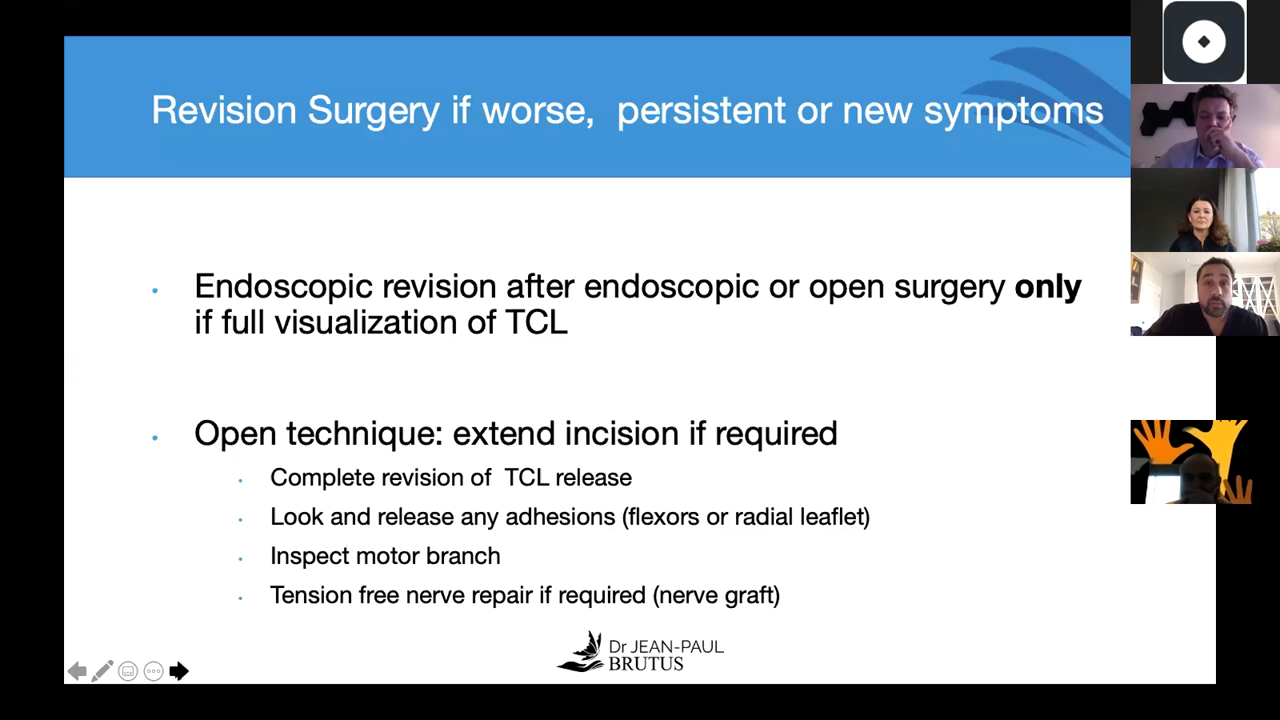 Revision Surgery if worse, persistent or new symptoms
• Endoscopic revision after endoscopic or open surgery only
if full visualization of TCL
• Open technique: extend incision if required
• Complete revision of TCL release
• Look and release any adhesions (flexors or radial leaflet)
• Inspect motor branch
• Tension free nerve repair if required (nerve graft)
Dr JEAN-PAUL
BRUTUS